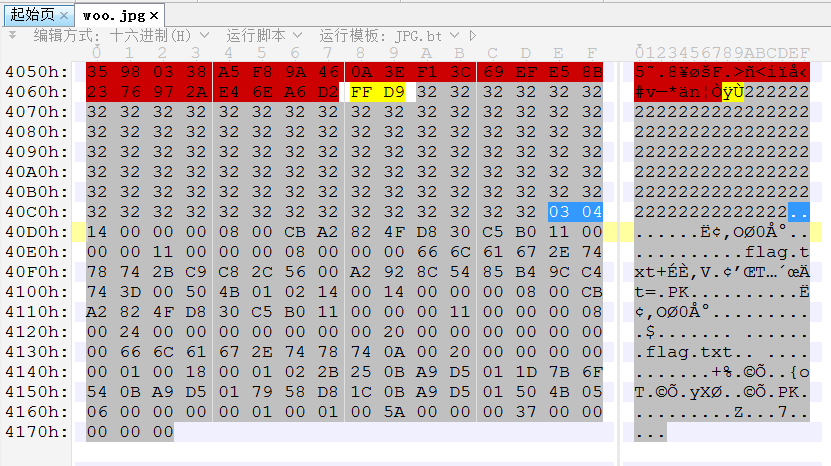 起始页 × woo.jpg ×
编辑方式: 十六进制(H) 运行脚本 运行模板: JPG.bt
0 1 2 3 4 5 6 7 8 9 A B C D E F 0123456789ABCDEF
4050h: 35 98 03 38 A5 F8 9A 46 0A 3E F1 3C 69 EF E5 8B 5˜.8¥øšF.>ñ<iïå‹
4060h: 23 76 97 2A E4 6E A6 D2 FF D9 32 32 32 32 32 32 #v—*än¦ÒÿÙ222222
4070h: 32 32 32 32 32 32 32 32 32 32 32 32 32 32 32 32 2222222222222222
4080h: 32 32 32 32 32 32 32 32 32 32 32 32 32 32 32 32 2222222222222222
4090h: 32 32 32 32 32 32 32 32 32 32 32 32 32 32 32 32 2222222222222222
40A0h: 32 32 32 32 32 32 32 32 32 32 32 32 32 32 32 32 2222222222222222
40B0h: 32 32 32 32 32 32 32 32 32 32 32 32 32 32 32 32 2222222222222222
40C0h: 32 32 32 32 32 32 32 32 32 32 32 32 32 32 03 04 22222222222222..
40D0h: 14 00 00 00 08 00 CB A2 82 4F D8 30 C5 B0 11 00 ......Ë¢‚OØ0Å°..
40E0h: 00 00 11 00 00 00 08 00 00 00 66 6C 61 67 2E 74 ..........flag.t
40F0h: 78 74 2B C9 C8 2C 56 00 A2 92 8C 54 85 B4 9C C4 xt+ÉÈ,V.¢’ŒT…´œÄ
4100h: 74 3D 00 50 4B 01 02 14 00 14 00 00 00 08 00 CB t=.PK..........Ë
4110h: A2 82 4F D8 30 C5 B0 11 00 00 00 11 00 00 00 08 ¢‚OØ0Å°.........
4120h: 00 24 00 00 00 00 00 00 00 20 00 00 00 00 00 00 .$....... ......
4130h: 00 66 6C 61 67 2E 74 78 74 0A 00 20 00 00 00 00 .flag.txt.. ....
4140h: 00 01 00 18 00 01 02 2B 25 0B A9 D5 01 1D 7B 6F .......+%.©Õ..{o
4150h: 54 0B A9 D5 01 79 58 D8 1C 0B A9 D5 01 50 4B 05 T.©Õ.yXØ..©Õ.PK.
4160h: 06 00 00 00 00 01 00 01 00 5A 00 00 00 37 00 00 .........Z...7..
4170h: 00 00 00 ...